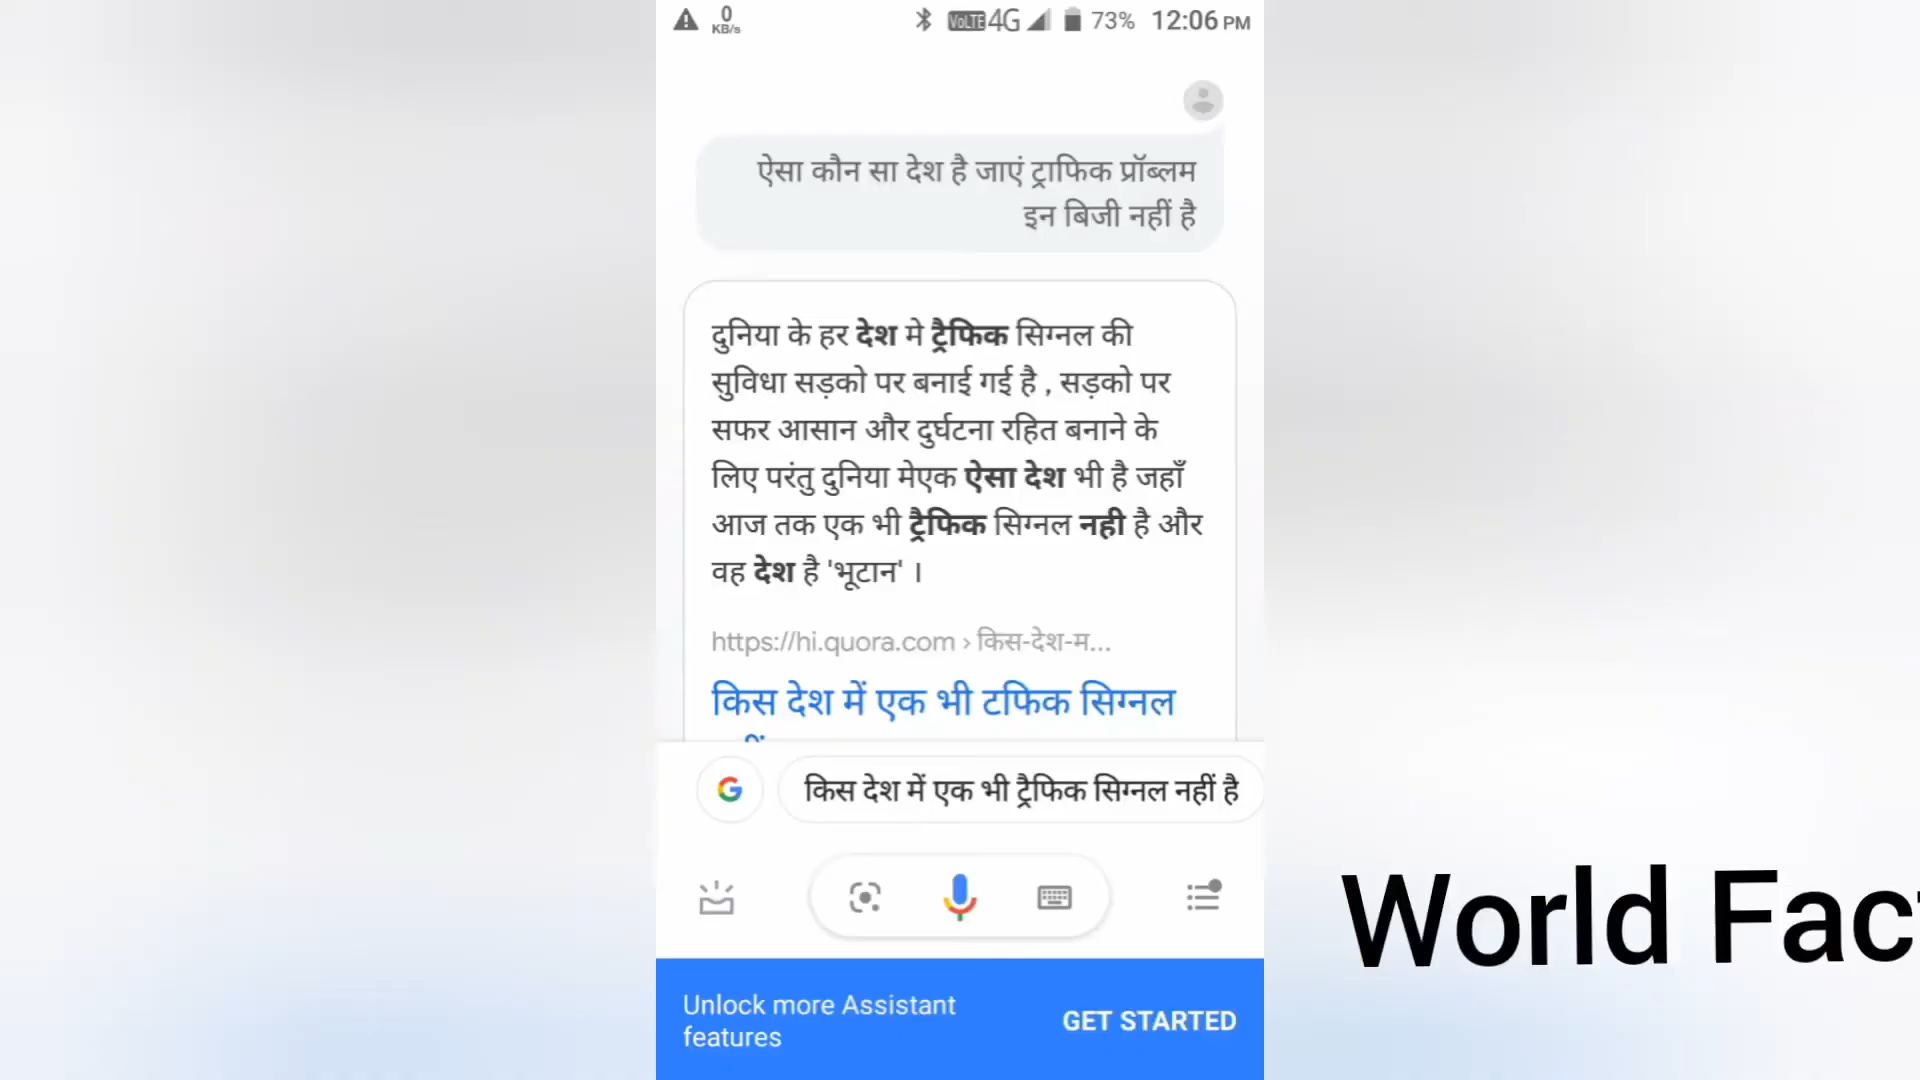 0
KB/s
VoLTE 4G 73% 12:06 PM
ऐसा कौन सा देश है जाएं ट्राफिक प्रॉब्लम
इन बिजी नहीं है
दुनिया के हर देश मे ट्रैफिक सिग्नल की
सुविधा सड़को पर बनाई गई है , सड़को पर
सफर आसान और दुर्घटना रहित बनाने के
लिए परंतु दुनिया मेएक ऐसा देश भी है जहाँ
आज तक एक भी ट्रैफिक सिग्नल नही है और
वह देश है 'भूटान' ।
https://hi.quora.com › किस-देश-म...
किस देश में एक भी टफिक सिग्नल
किस देश में एक भी ट्रैफिक सिग्नल नहीं है
Unlock more Assistant
features
GET STARTED
World Fac